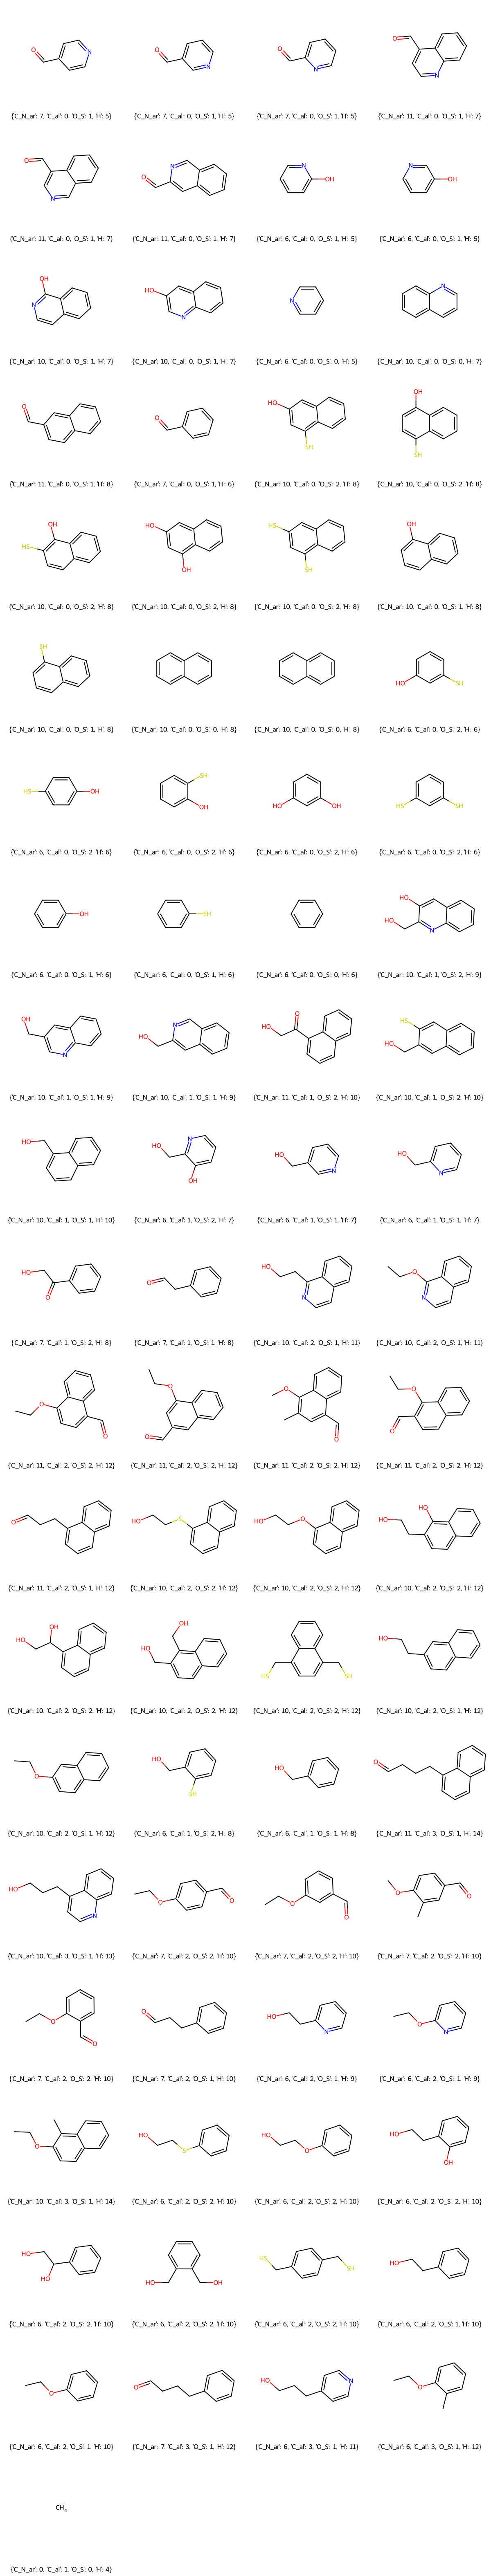 O N O N O N O N
{'C_N_ar': 7, 'C_al': 0, 'O_S': 1, 'H': 5} {'C_N_ar': 7, 'C_al': 0, 'O_S': 1, 'H': 5} {'C_N_ar': 7, 'C_al': 0, 'O_S': 1, 'H': 5} {'C_N_ar': 11, 'C_al': 0, 'O_S': 1, 'H': 7}
O N O N N OH N OH
{'C_N_ar': 11, 'C_al': 0, 'O_S': 1, 'H': 7} {'C_N_ar': 11, 'C_al': 0, 'O_S': 1, 'H': 7} {'C_N_ar': 6, 'C_al': 0, 'O_S': 1, 'H': 5} {'C_N_ar': 6, 'C_al': 0, 'O_S': 1, 'H': 5}
OH N HO N N N
{'C_N_ar': 10, 'C_al': 0, 'O_S': 1, 'H': 7} {'C_N_ar': 10, 'C_al': 0, 'O_S': 1, 'H': 7} {'C_N_ar': 6, 'C_al': 0, 'O_S': 0, 'H': 5} {'C_N_ar': 10, 'C_al': 0, 'O_S': 0, 'H': 7}
O O HO SH OH SH
{'C_N_ar': 11, 'C_al': 0, 'O_S': 1, 'H': 8} {'C_N_ar': 7, 'C_al': 0, 'O_S': 1, 'H': 6} {'C_N_ar': 10, 'C_al': 0, 'O_S': 2, 'H': 8} {'C_N_ar': 10, 'C_al': 0, 'O_S': 2, 'H': 8}
OH HS HO OH HS SH OH
{'C_N_ar': 10, 'C_al': 0, 'O_S': 2, 'H': 8} {'C_N_ar': 10, 'C_al': 0, 'O_S': 2, 'H': 8} {'C_N_ar': 10, 'C_al': 0, 'O_S': 2, 'H': 8} {'C_N_ar': 10, 'C_al': 0, 'O_S': 1, 'H': 8}
SH HO SH
{'C_N_ar': 10, 'C_al': 0, 'O_S': 1, 'H': 8} {'C_N_ar': 10, 'C_al': 0, 'O_S': 0, 'H': 8} {'C_N_ar': 10, 'C_al': 0, 'O_S': 0, 'H': 8} {'C_N_ar': 6, 'C_al': 0, 'O_S': 2, 'H': 6}
HS OH SH OH HO OH HS SH
{'C_N_ar': 6, 'C_al': 0, 'O_S': 2, 'H': 6} {'C_N_ar': 6, 'C_al': 0, 'O_S': 2, 'H': 6} {'C_N_ar': 6, 'C_al': 0, 'O_S': 2, 'H': 6} {'C_N_ar': 6, 'C_al': 0, 'O_S': 2, 'H': 6}
OH SH HO HO N
{'C_N_ar': 6, 'C_al': 0, 'O_S': 1, 'H': 6} {'C_N_ar': 6, 'C_al': 0, 'O_S': 1, 'H': 6} {'C_N_ar': 6, 'C_al': 0, 'O_S': 0, 'H': 6} {'C_N_ar': 10, 'C_al': 1, 'O_S': 2, 'H': 9}
OH N HO N HO O HS HO
{'C_N_ar': 10, 'C_al': 1, 'O_S': 1, 'H': 9} {'C_N_ar': 10, 'C_al': 1, 'O_S': 1, 'H': 9} {'C_N_ar': 11, 'C_al': 1, 'O_S': 2, 'H': 10} {'C_N_ar': 10, 'C_al': 1, 'O_S': 2, 'H': 10}
HO HO N OH HO N HO N
{'C_N_ar': 10, 'C_al': 1, 'O_S': 1, 'H': 10} {'C_N_ar': 6, 'C_al': 1, 'O_S': 2, 'H': 7} {'C_N_ar': 6, 'C_al': 1, 'O_S': 1, 'H': 7} {'C_N_ar': 6, 'C_al': 1, 'O_S': 1, 'H': 7}
HO O O HO N O N
{'C_N_ar': 7, 'C_al': 1, 'O_S': 2, 'H': 8} {'C_N_ar': 7, 'C_al': 1, 'O_S': 1, 'H': 8} {'C_N_ar': 10, 'C_al': 2, 'O_S': 1, 'H': 11} {'C_N_ar': 10, 'C_al': 2, 'O_S': 1, 'H': 11}
O O O O O O O O
{'C_N_ar': 11, 'C_al': 2, 'O_S': 2, 'H': 12} {'C_N_ar': 11, 'C_al': 2, 'O_S': 2, 'H': 12} {'C_N_ar': 11, 'C_al': 2, 'O_S': 2, 'H': 12} {'C_N_ar': 11, 'C_al': 2, 'O_S': 2, 'H': 12}
O HO S HO O HO OH
{'C_N_ar': 11, 'C_al': 2, 'O_S': 1, 'H': 12} {'C_N_ar': 10, 'C_al': 2, 'O_S': 2, 'H': 12} {'C_N_ar': 10, 'C_al': 2, 'O_S': 2, 'H': 12} {'C_N_ar': 10, 'C_al': 2, 'O_S': 2, 'H': 12}
HO OH HO OH HS SH HO
{'C_N_ar': 10, 'C_al': 2, 'O_S': 2, 'H': 12} {'C_N_ar': 10, 'C_al': 2, 'O_S': 2, 'H': 12} {'C_N_ar': 10, 'C_al': 2, 'O_S': 2, 'H': 12} {'C_N_ar': 10, 'C_al': 2, 'O_S': 1, 'H': 12}
O HO SH HO O
{'C_N_ar': 10, 'C_al': 2, 'O_S': 1, 'H': 12} {'C_N_ar': 6, 'C_al': 1, 'O_S': 2, 'H': 8} {'C_N_ar': 6, 'C_al': 1, 'O_S': 1, 'H': 8} {'C_N_ar': 11, 'C_al': 3, 'O_S': 1, 'H': 14}
HO N O O O O O O
{'C_N_ar': 10, 'C_al': 3, 'O_S': 1, 'H': 13} {'C_N_ar': 7, 'C_al': 2, 'O_S': 2, 'H': 10} {'C_N_ar': 7, 'C_al': 2, 'O_S': 2, 'H': 10} {'C_N_ar': 7, 'C_al': 2, 'O_S': 2, 'H': 10}
O O O HO N O N
{'C_N_ar': 7, 'C_al': 2, 'O_S': 2, 'H': 10} {'C_N_ar': 7, 'C_al': 2, 'O_S': 1, 'H': 10} {'C_N_ar': 6, 'C_al': 2, 'O_S': 1, 'H': 9} {'C_N_ar': 6, 'C_al': 2, 'O_S': 1, 'H': 9}
O HO S HO O HO OH
{'C_N_ar': 10, 'C_al': 3, 'O_S': 1, 'H': 14} {'C_N_ar': 6, 'C_al': 2, 'O_S': 2, 'H': 10} {'C_N_ar': 6, 'C_al': 2, 'O_S': 2, 'H': 10} {'C_N_ar': 6, 'C_al': 2, 'O_S': 2, 'H': 10}
HO HO HO OH HS SH HO
{'C_N_ar': 6, 'C_al': 2, 'O_S': 2, 'H': 10} {'C_N_ar': 6, 'C_al': 2, 'O_S': 2, 'H': 10} {'C_N_ar': 6, 'C_al': 2, 'O_S': 2, 'H': 10} {'C_N_ar': 6, 'C_al': 2, 'O_S': 1, 'H': 10}
O O HO N O
{'C_N_ar': 6, 'C_al': 2, 'O_S': 1, 'H': 10} {'C_N_ar': 7, 'C_al': 3, 'O_S': 1, 'H': 12} {'C_N_ar': 6, 'C_al': 3, 'O_S': 1, 'H': 11} {'C_N_ar': 6, 'C_al': 3, 'O_S': 1, 'H': 12}
CH₄
{'C_N_ar': 0, 'C_al': 1, 'O_S': 0, 'H': 4}